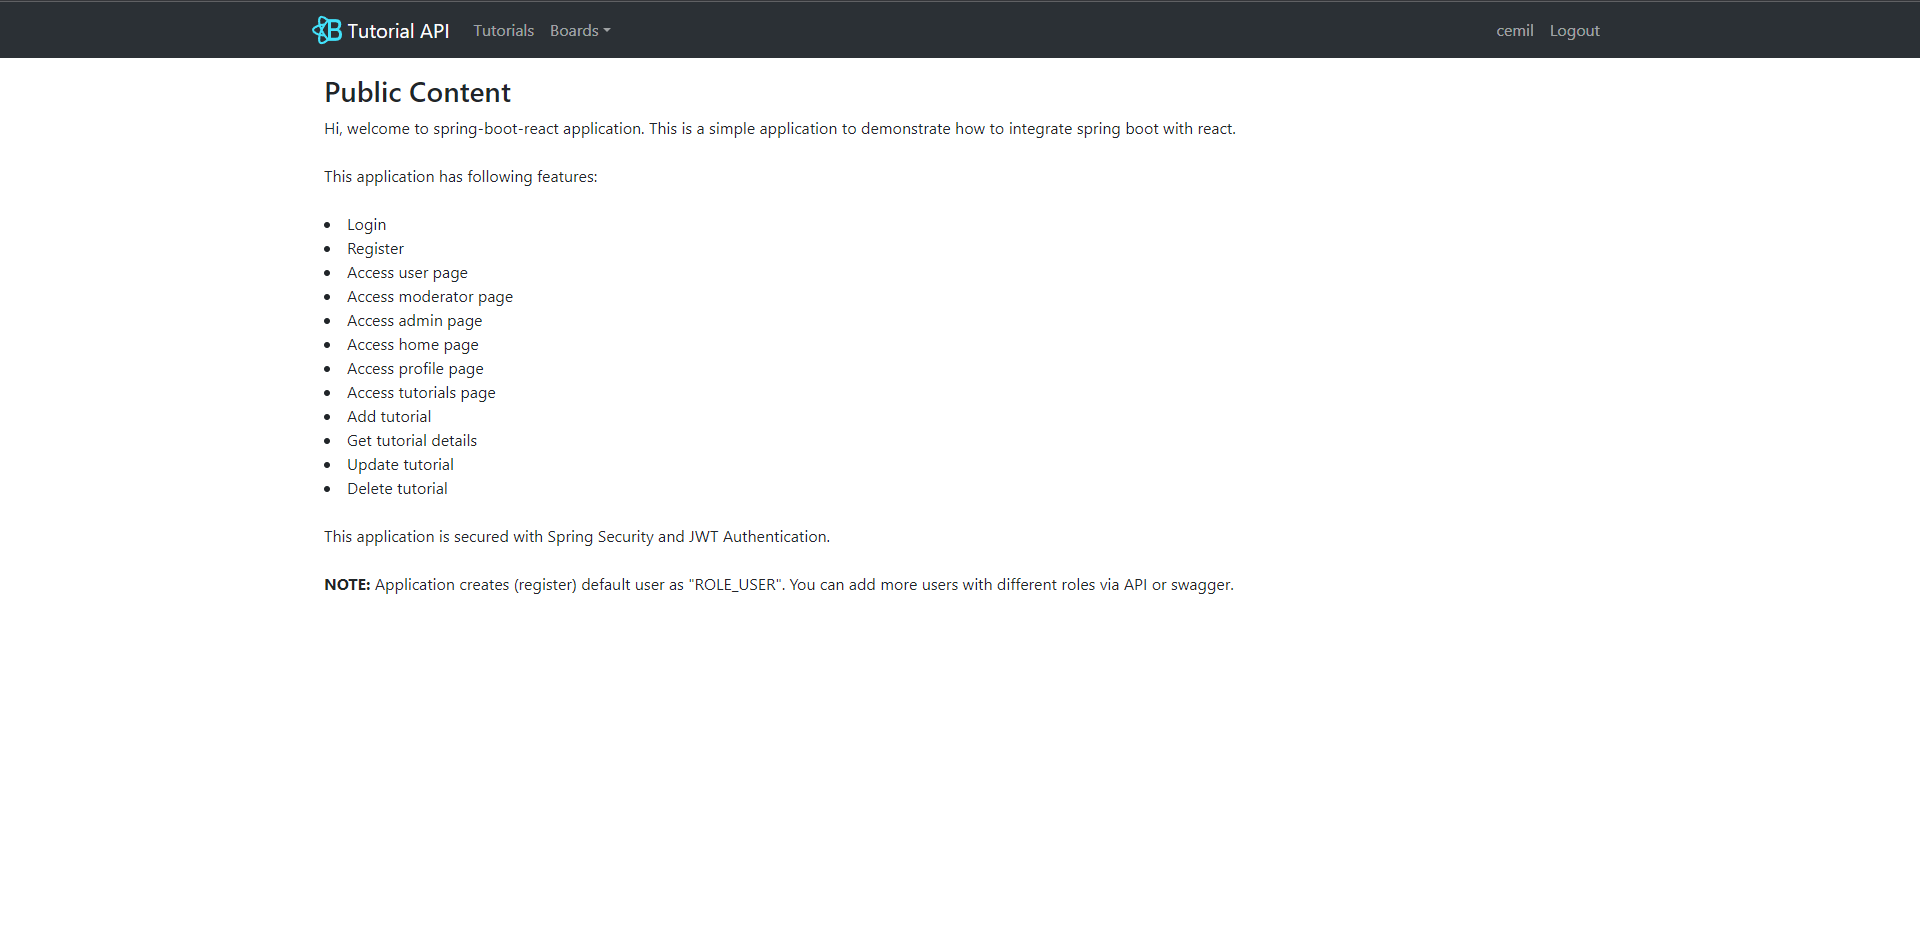 Tutorial API Tutorials Boards cemil Logout
Public Content
Hi, welcome to spring-boot-react application. This is a simple application to demonstrate how to integrate spring boot with react.
This application has following features:
Login
Register
Access user page
Access moderator page
Access admin page
Access home page
Access profile page
Access tutorials page
Add tutorial
Get tutorial details
Update tutorial
Delete tutorial
This application is secured with Spring Security and JWT Authentication.
NOTE: Application creates (register) default user as "ROLE_USER". You can add more users with different roles via API or swagger.